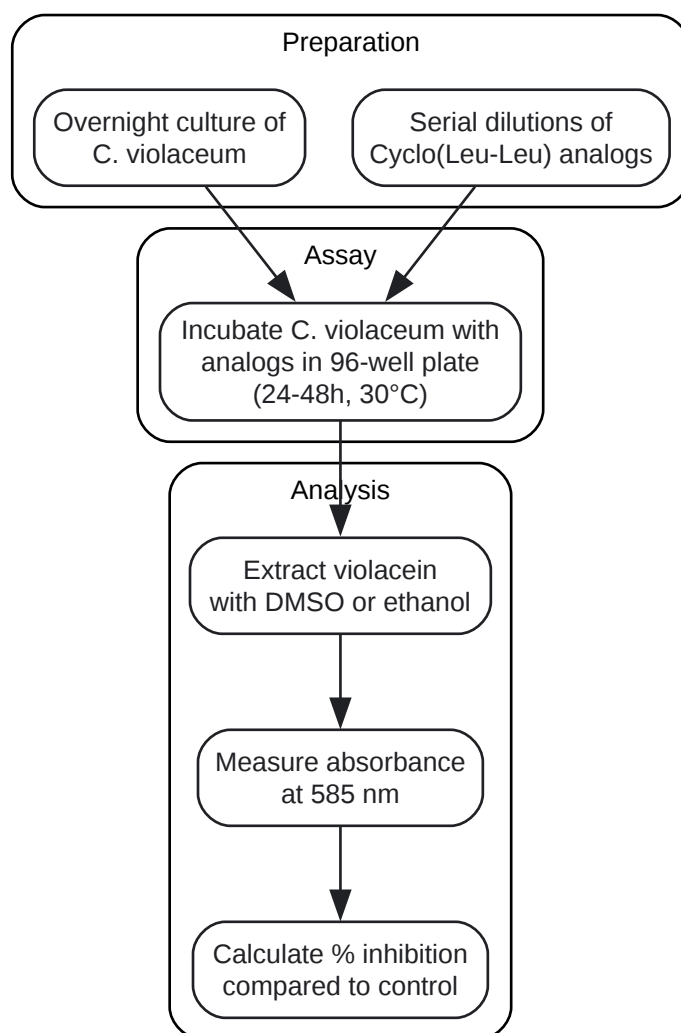 Preparation
Overnight culture of
C. violaceum
Serial dilutions of
Cyclo(Leu-Leu) analogs
Assay
Incubate C. violaceum with
analogs in 96-well plate
(24-48h, 30°C)
Analysis
Extract violacein
with DMSO or ethanol
Measure absorbance
at 585 nm
Calculate % inhibition
compared to control